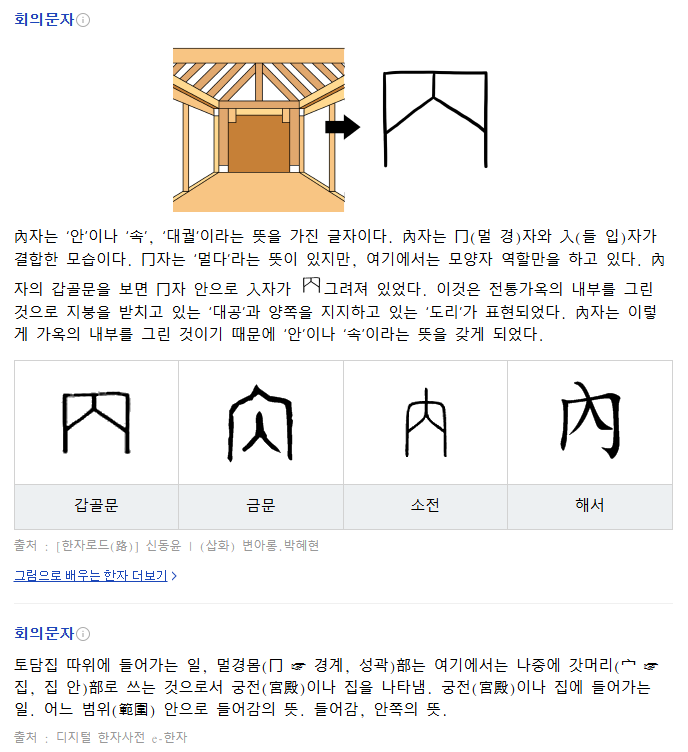 회의문자
內자는 '안'이나 '속', '대궐'이라는 뜻을 가진 글자이다. 內자는 冂(멀 경)자와 入(들 입)자가
결합한 모습이다. 冂자는 '멀다'라는 뜻이 있지만, 여기에서는 모양자 역할만을 하고 있다. 內
자의 갑골문을 보면 冂자 안으로 入자가 그려져 있었다. 이것은 전통가옥의 내부를 그린
것으로 지붕을 받치고 있는 '대공'과 양쪽을 지지하고 있는 '도리'가 표현되었다. 內자는 이렇
게 가옥의 내부를 그린 것이기 때문에 '안'이나 '속'이라는 뜻을 갖게 되었다.
內
갑골문 금문 소전 해서
출처 : [한자로드(路)] 신동윤 | (삽화) 변아롱.박혜현
그림으로 배우는 한자 더보기 >
회의문자
토담집 따위에 들어가는 일, 멀경몸(冂 ☞ 경계, 성곽)部는 여기에서는 나중에 갓머리(宀 ☞
집, 집 안)部로 쓰는 것으로서 궁전(宮殿)이나 집을 나타냄. 궁전(宮殿)이나 집에 들어가는
일. 어느 범위(範圍) 안으로 들어감의 뜻. 들어감, 안쪽의 뜻.
출처 : 디지털 한자사전 e-한자